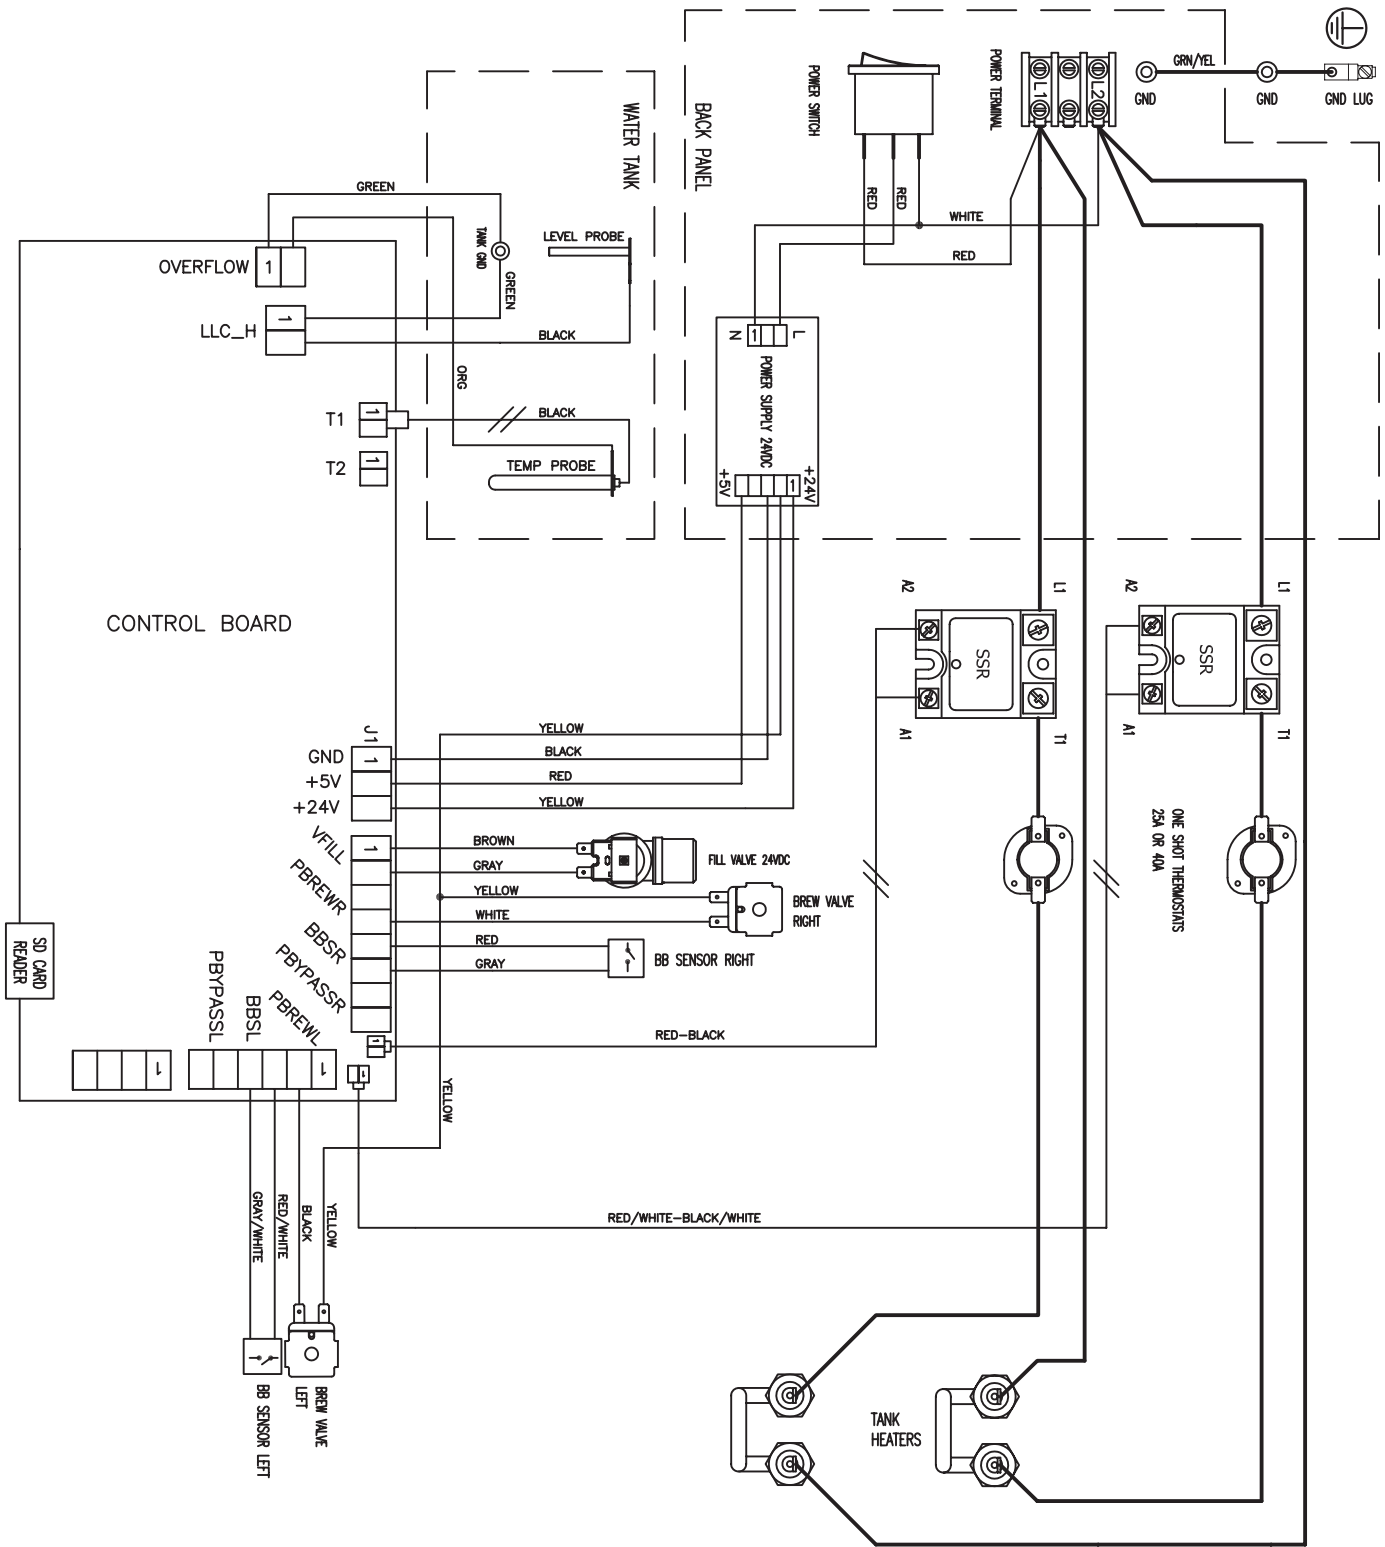 GRN/YEL
GND
GND
GND LUG
POWER TERMINAL
L1
L2
POWER SWITCH
BACK PANEL
WATER TANK
RED
RED
WHITE
RED
GREEN
TANK GND
GREEN
LEVEL PROBE
OVERFLOW
1
LLC_H
1
BLACK
ORG
T1
1
BLACK
T2
1
TEMP PROBE
N
1
L
POWER SUPPLY 24VDC
+5V
1
+24V
CONTROL BOARD
A2
L1
SSR
A1
T1
A2
L1
SSR
A1
T1
J1
GND
1
+5V
+24V
YELLOW
BLACK
RED
YELLOW
VFILL
1
PBREWR
BBSR
PBYPASSR
BROWN
GRAY
YELLOW
WHITE
RED
GRAY
FILL VALVE 24VDC
BREW VALVE
RIGHT
BB SENSOR RIGHT
ONE SHOT THERMOSTATS
25A OR 40A
SD CARD
READER
PBYPASSL
BBSL
PBREWL
1
1
1
1
RED-BLACK
YELLOW
RED/WHITE-BLACK/WHITE
GRAY/WHITE
RED/WHITE
BLACK
YELLOW
BREW VALVE
LEFT
BB SENSOR LEFT
TANK
HEATERS